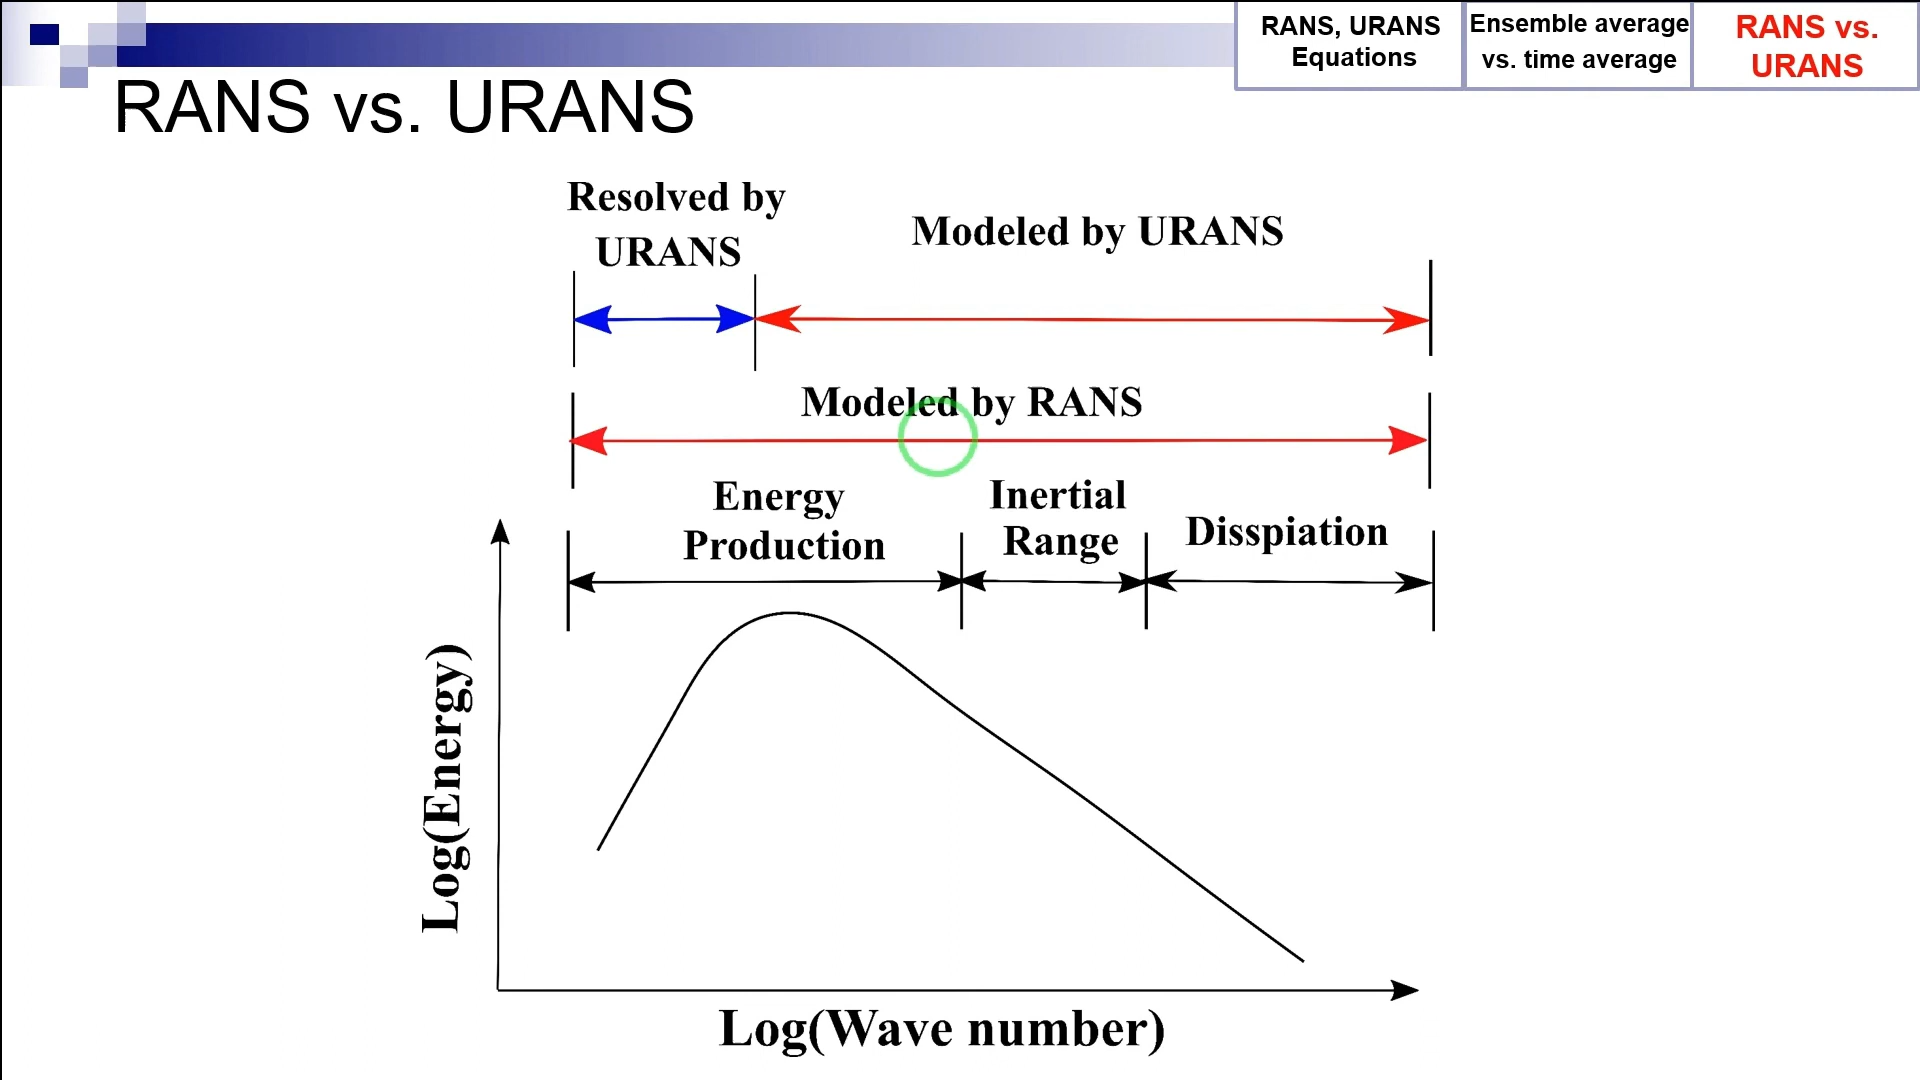 RANS, URANS
Equations
Ensemble average
vs. time average
RANS vs.
URANS
RANS vs. URANS
Resolved by
URANS
Modeled by URANS
Modeled by RANS
Energy
Production
Inertial
Range
Disspiation
Log(Energy)
Log(Wave number)